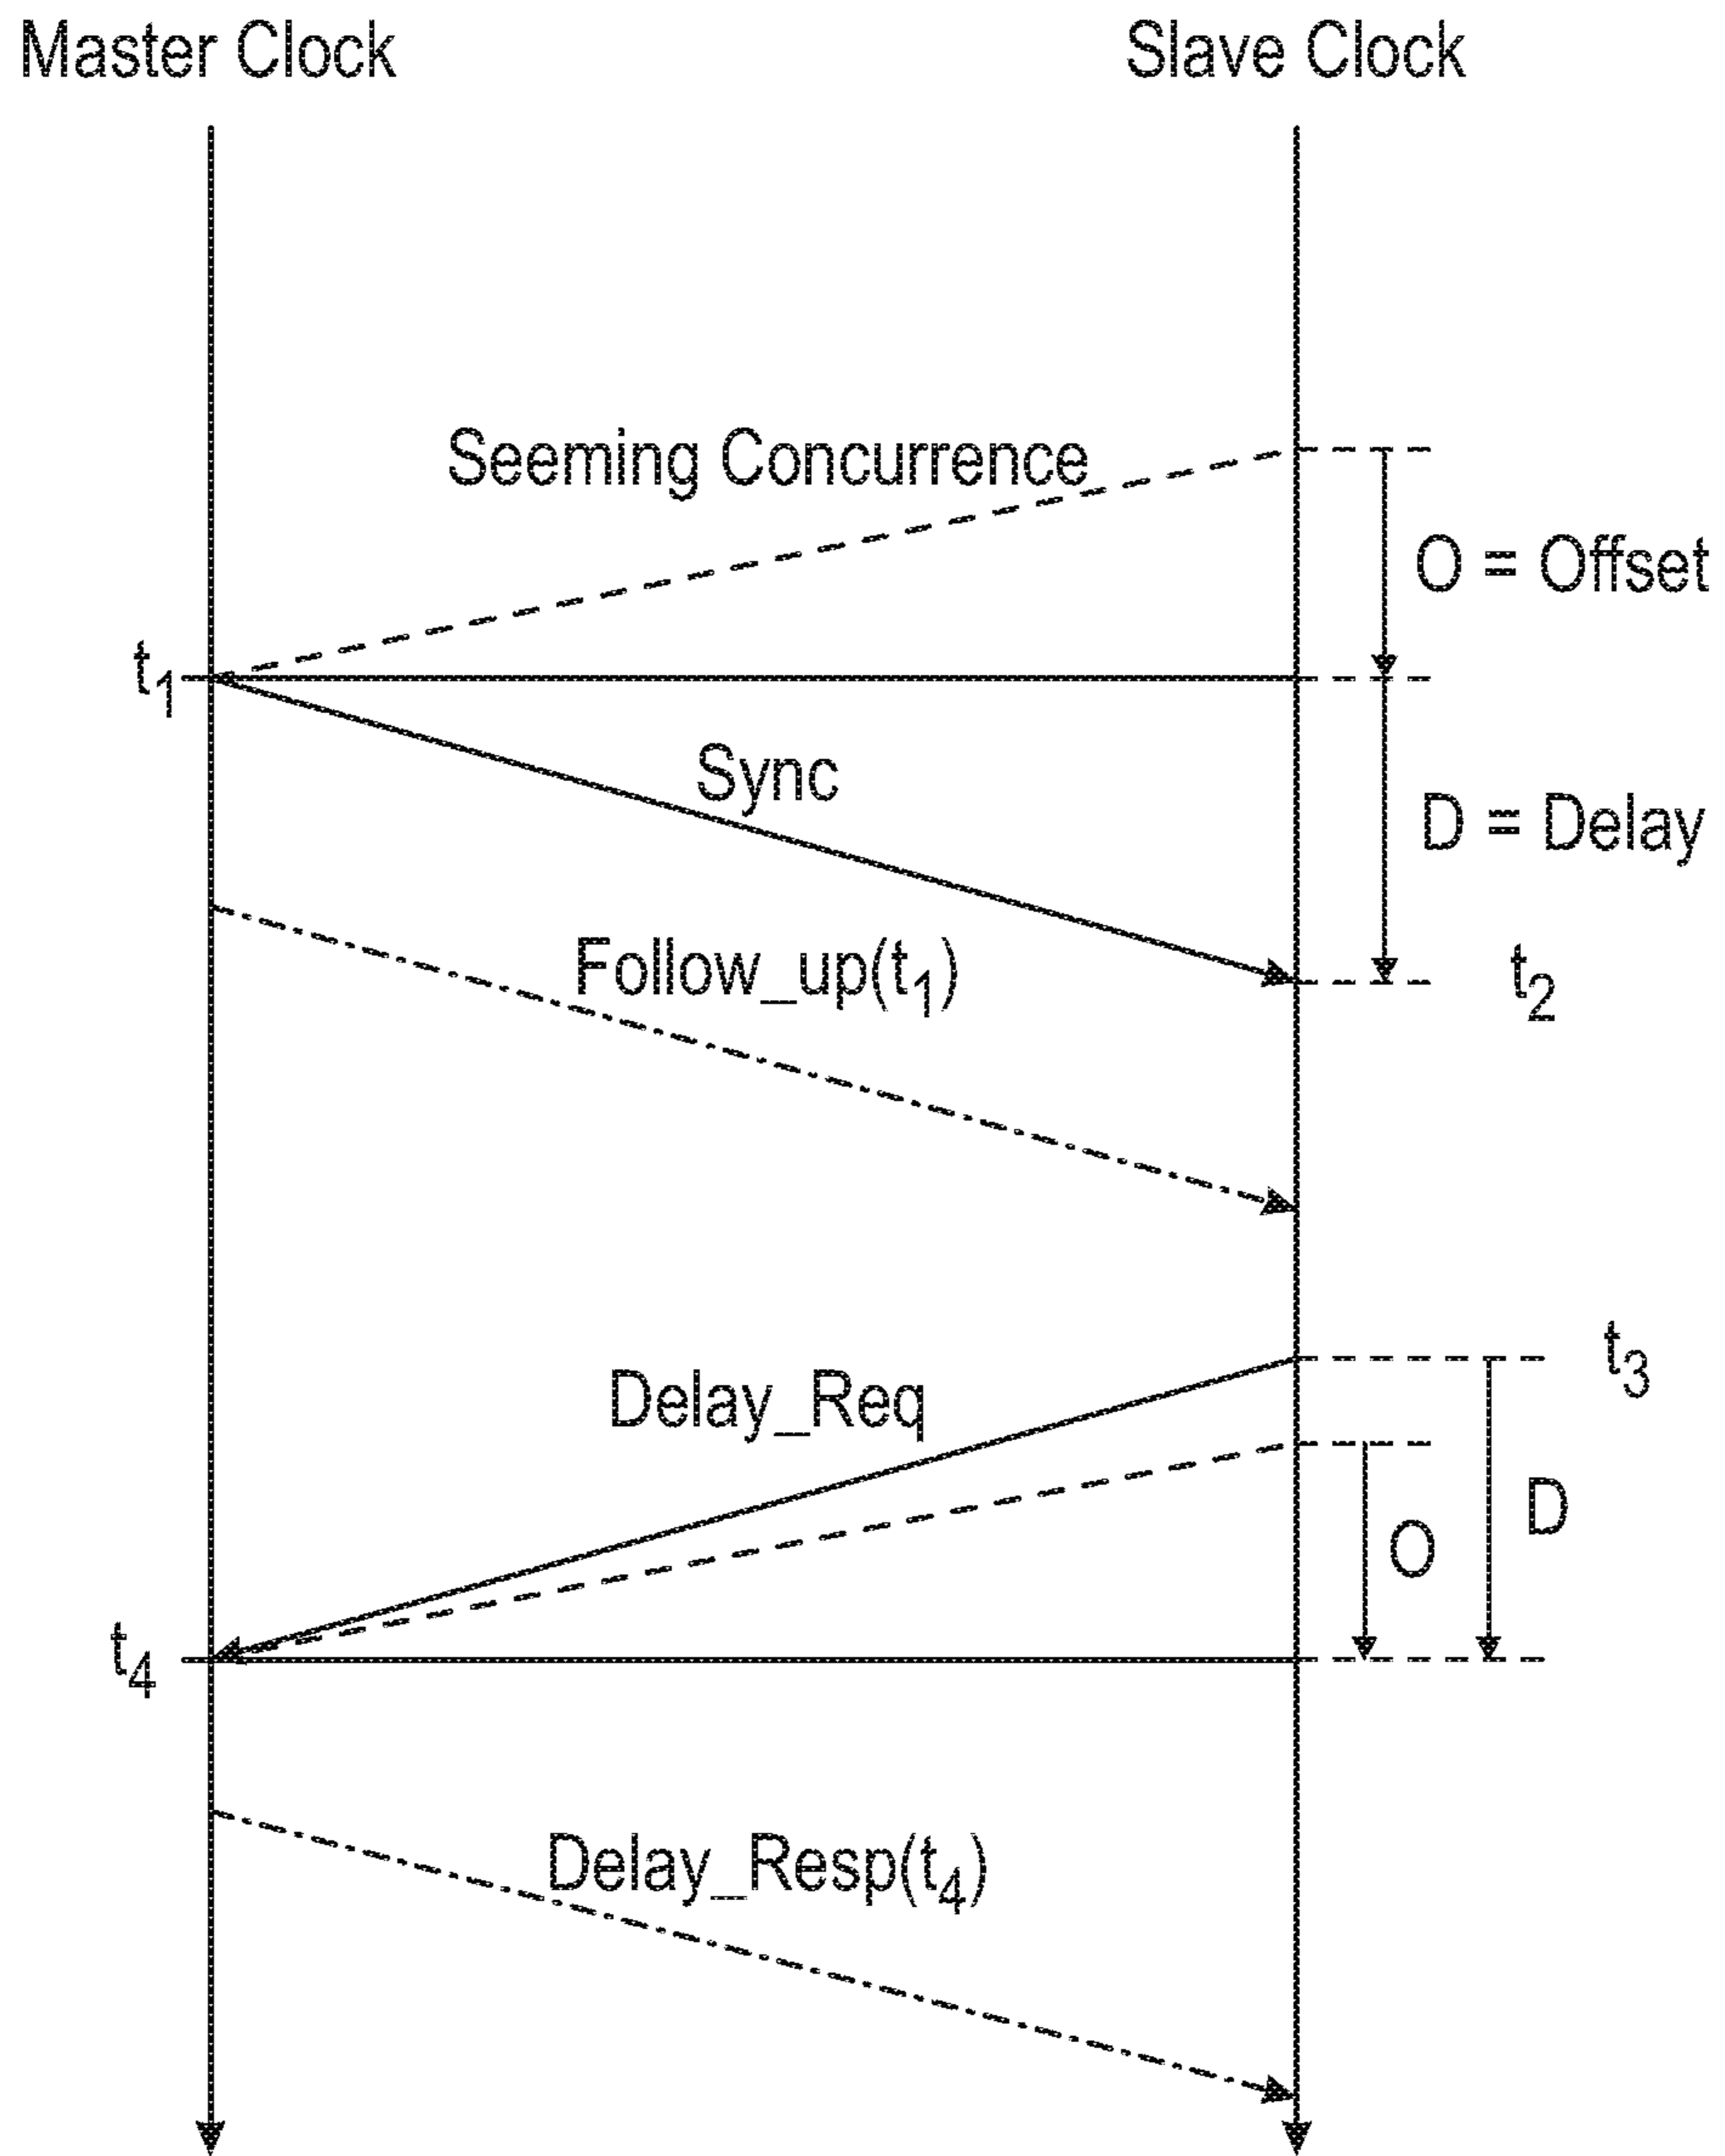 Master Clock
Slave Clock
Seeming Concurrence
O = Offset
t₁
Sync
D = Delay
Follow_up(t₁)
t₂
t₃
Delay_Req
D
O
t₄
Delay_Resp(t₄)